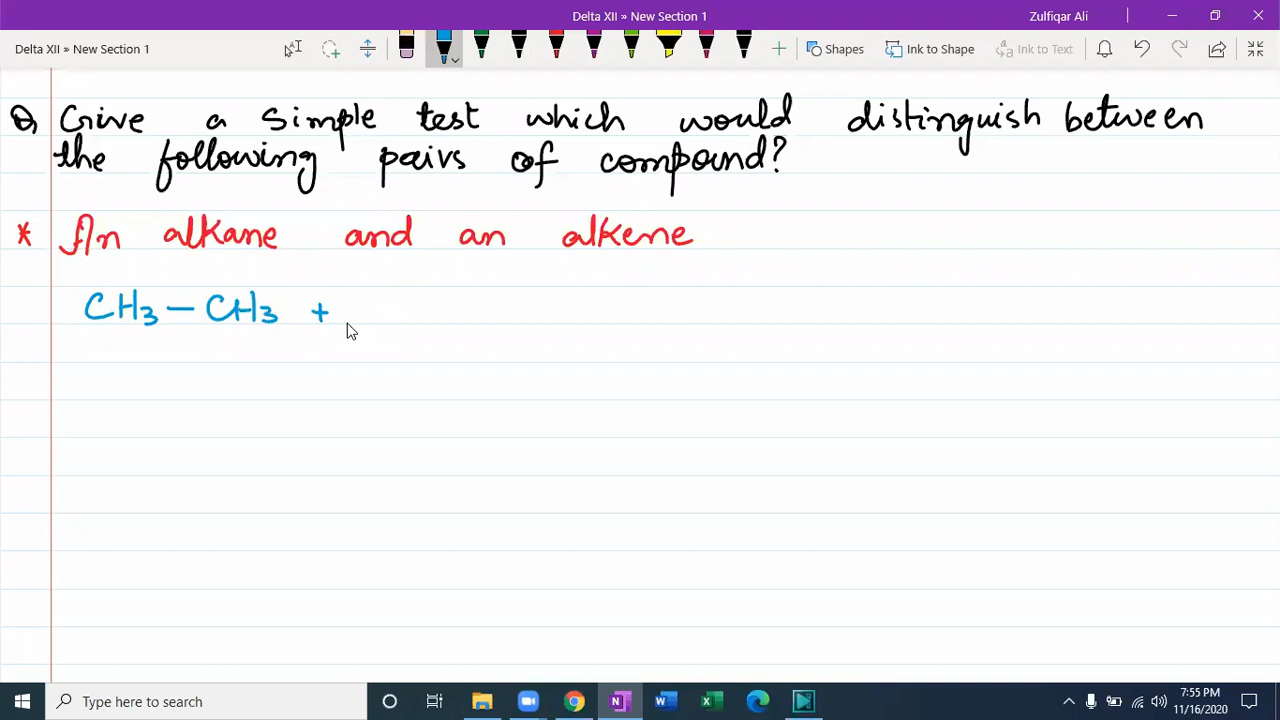 Delta XII » New Section 1
Zulfiqar Ali
Delta XII » New Section 1
Shapes
Ink to Shape
Ink to Text
Q, Give a simple test which would distinguish between
the following pairs of compound?
* An alkane and an alkene
CH3 — CH3 +
Type here to search
7:55 PM
11/16/2020